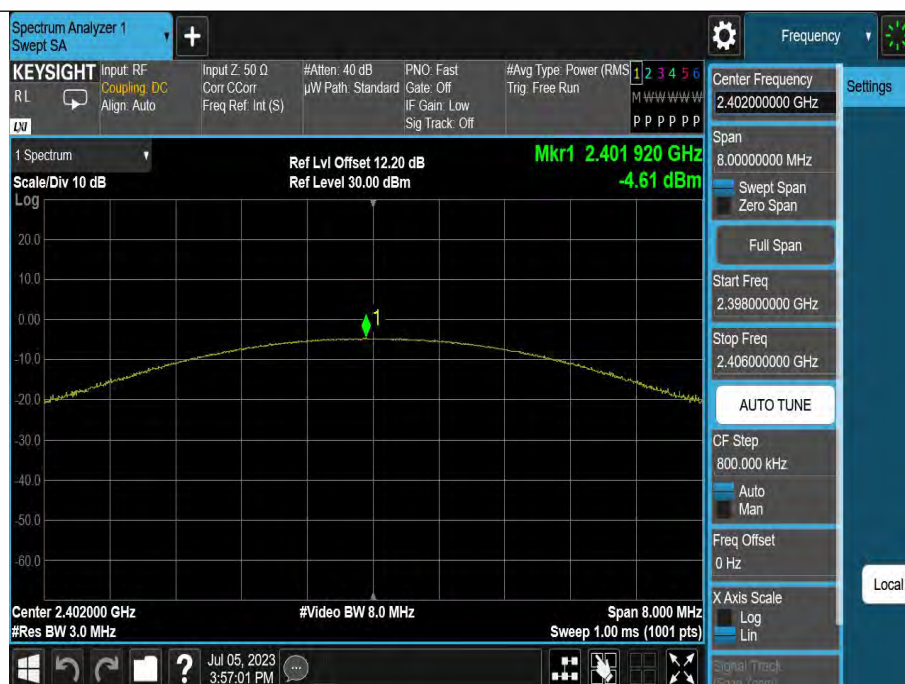 Spectrum Analyzer 1
Swept SA
Frequency
KEYSIGHT
RL
LXI
Input: RF
Coupling: DC
Align: Auto
Input Z: 50 Ω
Corr CCorr
Freq Ref: Int (S)
#Atten: 40 dB
µW Path: Standard
PNO: Fast
Gate: Off
IF Gain: Low
Sig Track: Off
#Avg Type: Power (RMS
Trig: Free Run
1 2 3 4 5 6
M W W W W W
P P P P P P
1 Spectrum
Scale/Div 10 dB
Log
Ref Lvl Offset 12.20 dB
Ref Level 30.00 dBm
Mkr1 2.401 920 GHz
-4.61 dBm
20.0
10.0
0.00
-10.0
-20.0
-30.0
-40.0
-50.0
-60.0
1
Center 2.402000 GHz
#Res BW 3.0 MHz
#Video BW 8.0 MHz
Span 8.000 MHz
Sweep 1.00 ms (1001 pts)
Jul 05, 2023
3:57:01 PM
Center Frequency
2.402000000 GHz
Span
8.00000000 MHz
Swept Span
Zero Span
Full Span
Start Freq
2.398000000 GHz
Stop Freq
2.406000000 GHz
AUTO TUNE
CF Step
800.000 kHz
Auto
Man
Freq Offset
0 Hz
X Axis Scale
Log
Lin
Signal Track
(Span Zoom)
Settings
Local